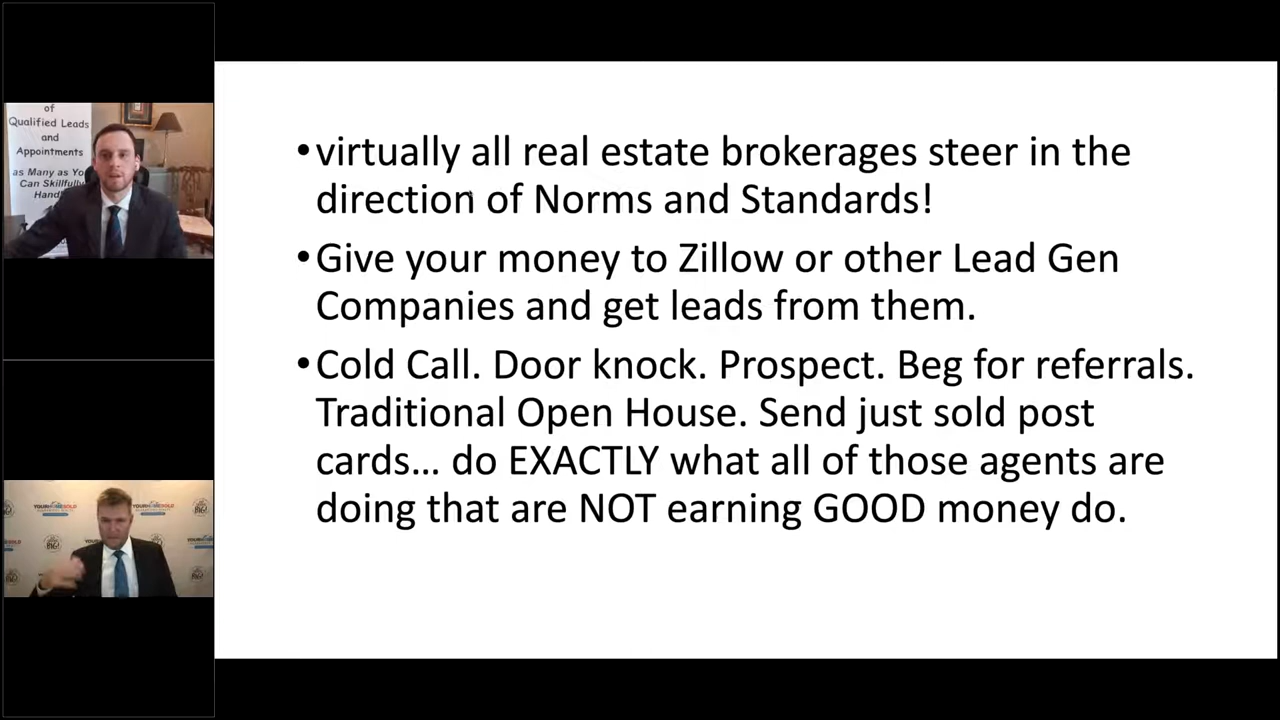 of
Qualified Leads
and
Appointments
as Many as You
Can Skillfully
•virtually all real estate brokerages steer in the
direction of Norms and Standards!
•Give your money to Zillow or other Lead Gen
Companies and get leads from them.
•Cold Call. Door knock. Prospect. Beg for referrals.
Traditional Open House. Send just sold post
cards... do EXACTLY what all of those agents are
doing that are NOT earning GOOD money do.
YOURHOMESOLD
YOURHOMESOLD